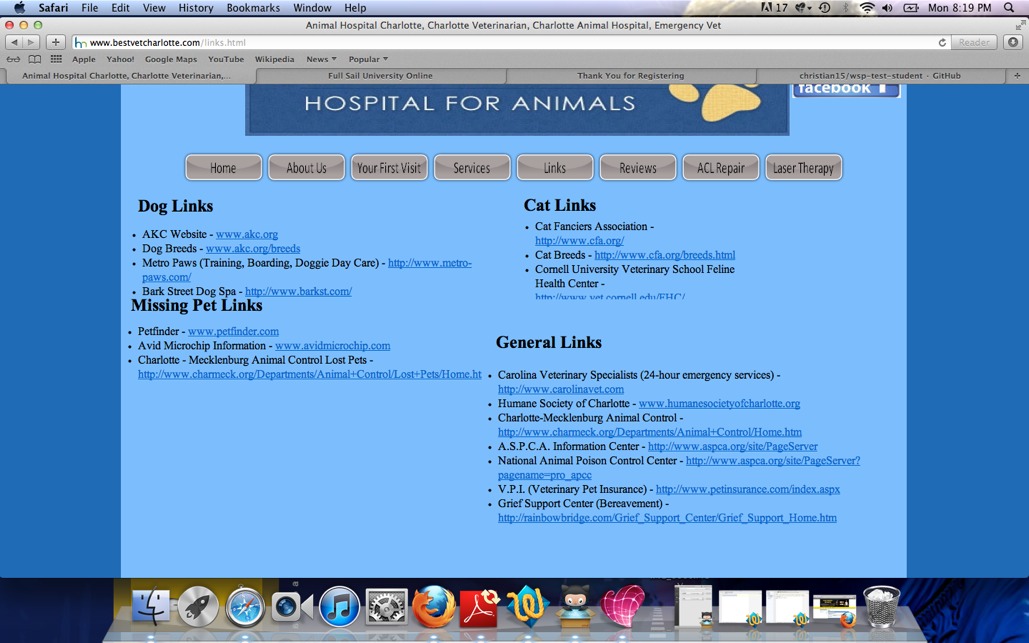 Safari File Edit View History Bookmarks Window Help
17 Mon 8:19 PM
Animal Hospital Charlotte, Charlotte Veterinarian, Charlotte Animal Hospital, Emergency Vet
www.bestvetcharlotte.com/links.html
Reader
Apple Yahoo! Google Maps YouTube Wikipedia News Popular
Animal Hospital Charlotte, Charlotte Veterinarian,...
Full Sail University Online
Thank You for Registering
christian15/wsp-test-student - GitHub
HOSPITAL FOR ANIMALS
facebook
Home About Us Your First Visit Services Links Reviews ACL Repair Laser Therapy
Dog Links
AKC Website - www.akc.org
Dog Breeds - www.akc.org/breeds
Metro Paws (Training, Boarding, Doggie Day Care) - http://www.metro-
paws.com/
Bark Street Dog Spa - http://www.barkst.com/
Cat Links
Cat Fanciers Association -
http://www.cfa.org/
Cat Breeds - http://www.cfa.org/breeds.html
Cornell University Veterinary School Feline
Health Center -
http://www.vet.cornell.edu/FHC/
Missing Pet Links
Petfinder - www.petfinder.com
Avid Microchip Information - www.avidmicrochip.com
Charlotte - Mecklenburg Animal Control Lost Pets -
http://www.charmeck.org/Departments/Animal+Control/Lost+Pets/Home.ht
General Links
Carolina Veterinary Specialists (24-hour emergency services) -
http://www.carolinavet.com
Humane Society of Charlotte - www.humanesocietyofcharlotte.org
Charlotte-Mecklenburg Animal Control -
http://www.charmeck.org/Departments/Animal+Control/Home.htm
A.S.P.C.A. Information Center - http://www.aspca.org/site/PageServer
National Animal Poison Control Center - http://www.aspca.org/site/PageServer?
pagename=pro_apcc
V.P.I. (Veterinary Pet Insurance) - http://www.petinsurance.com/index.aspx
Grief Support Center (Bereavement) -
http://rainbowbridge.com/Grief_Support_Center/Grief_Support_Home.htm